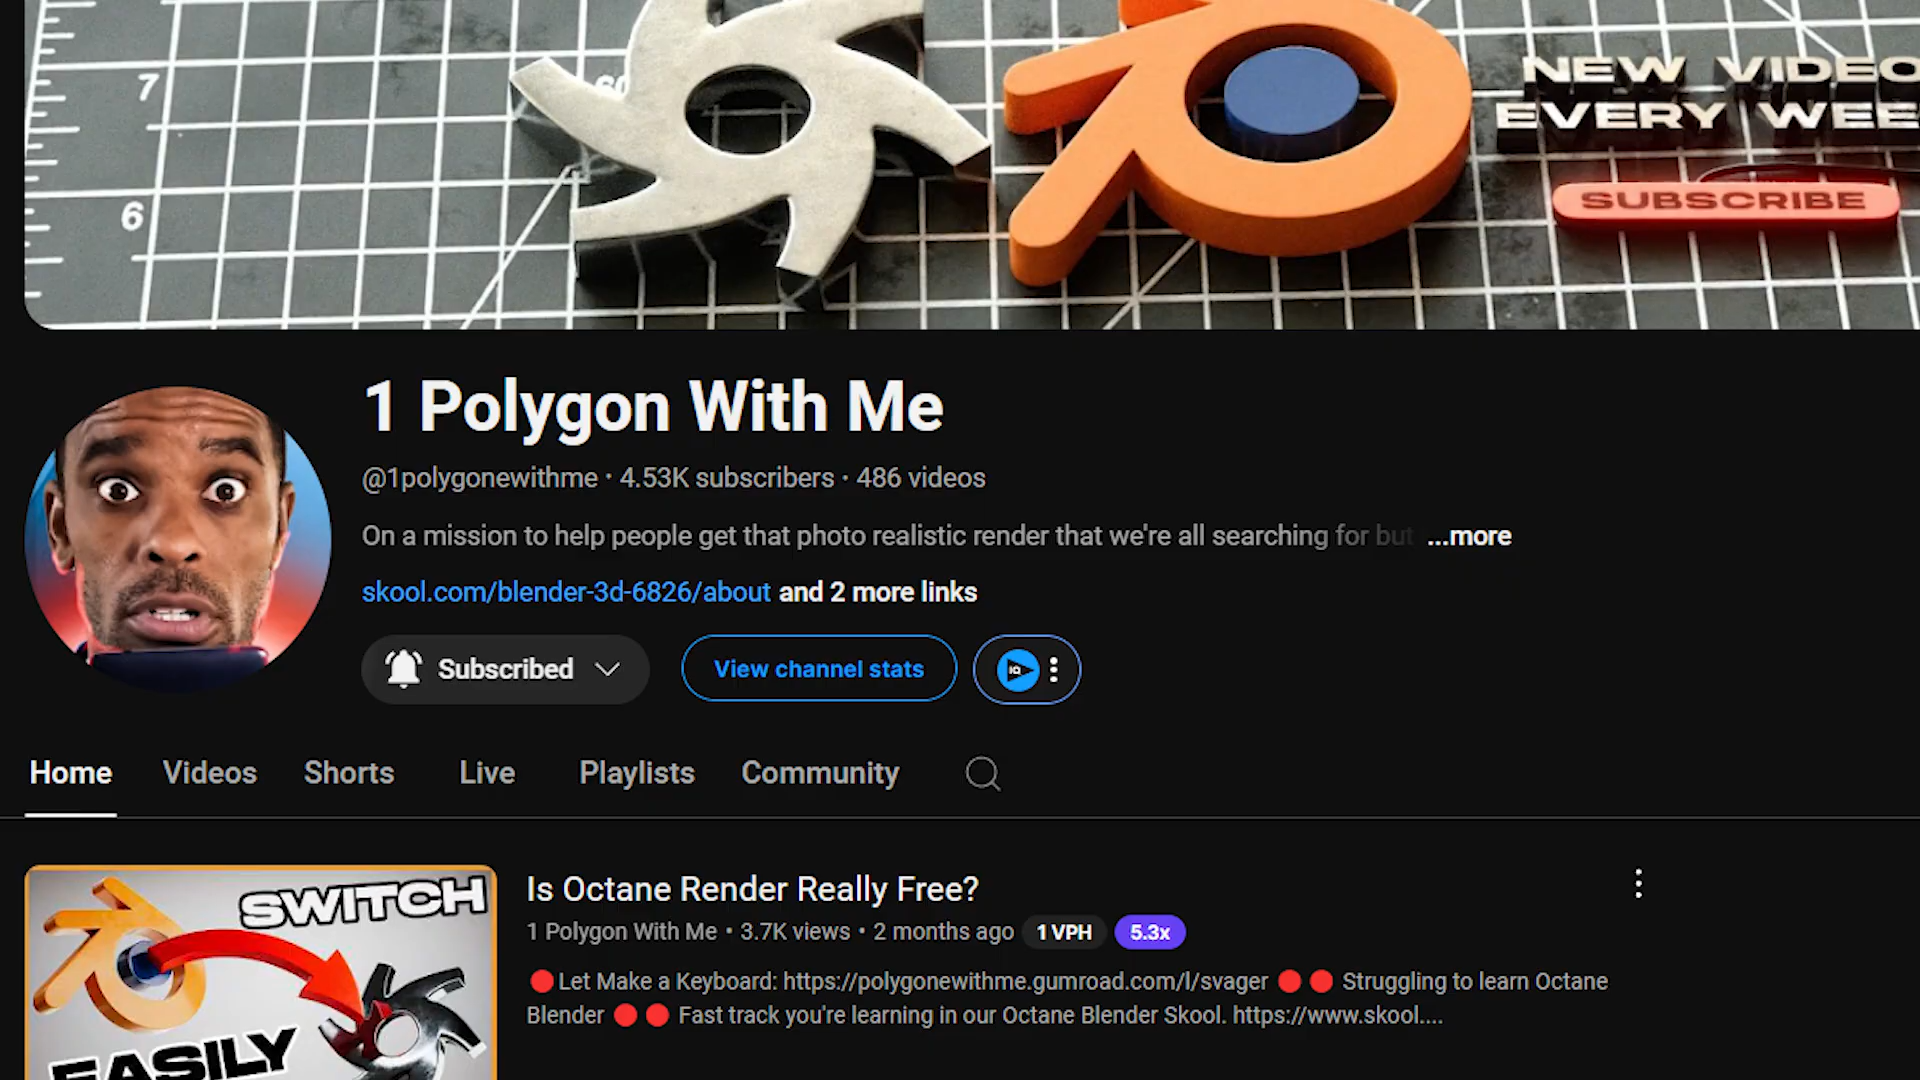 7
60
6
NEW VIDEO
EVERY WEE
SUBSCRIBE
1 Polygon With Me
@1polygonewithme · 4.53K subscribers · 486 videos
On a mission to help people get that photo realistic render that we're all searching for but ...more
skool.com/blender-3d-6826/about and 2 more links
Subscribed
View channel stats
IQ
Home Videos Shorts Live Playlists Community
SWITCH
EASILY
Is Octane Render Really Free?
1 Polygon With Me • 3.7K views • 2 months ago 1 VPH 5.3x
🔴Let Make a Keyboard: https://polygonewithme.gumroad.com/l/svager 🔴 🔴 Struggling to learn Octane
Blender 🔴 🔴 Fast track you're learning in our Octane Blender Skool. https://www.skool....